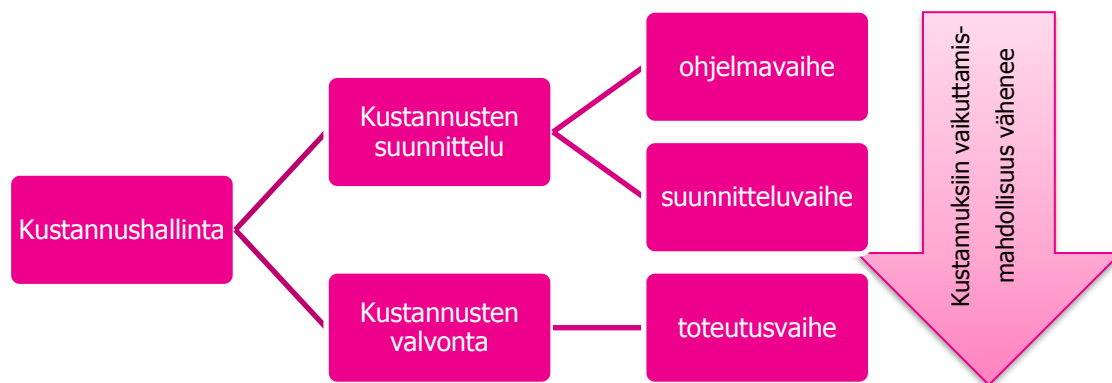 Kustannushallinta
Kustannusten
suunnittelu
ohjelmavaihe
suunnitteluvaihe
Kustannusten
valvonta
toteutusvaihe
Kustannuksiin vaikuttamis-
mahdollisuus vähenee